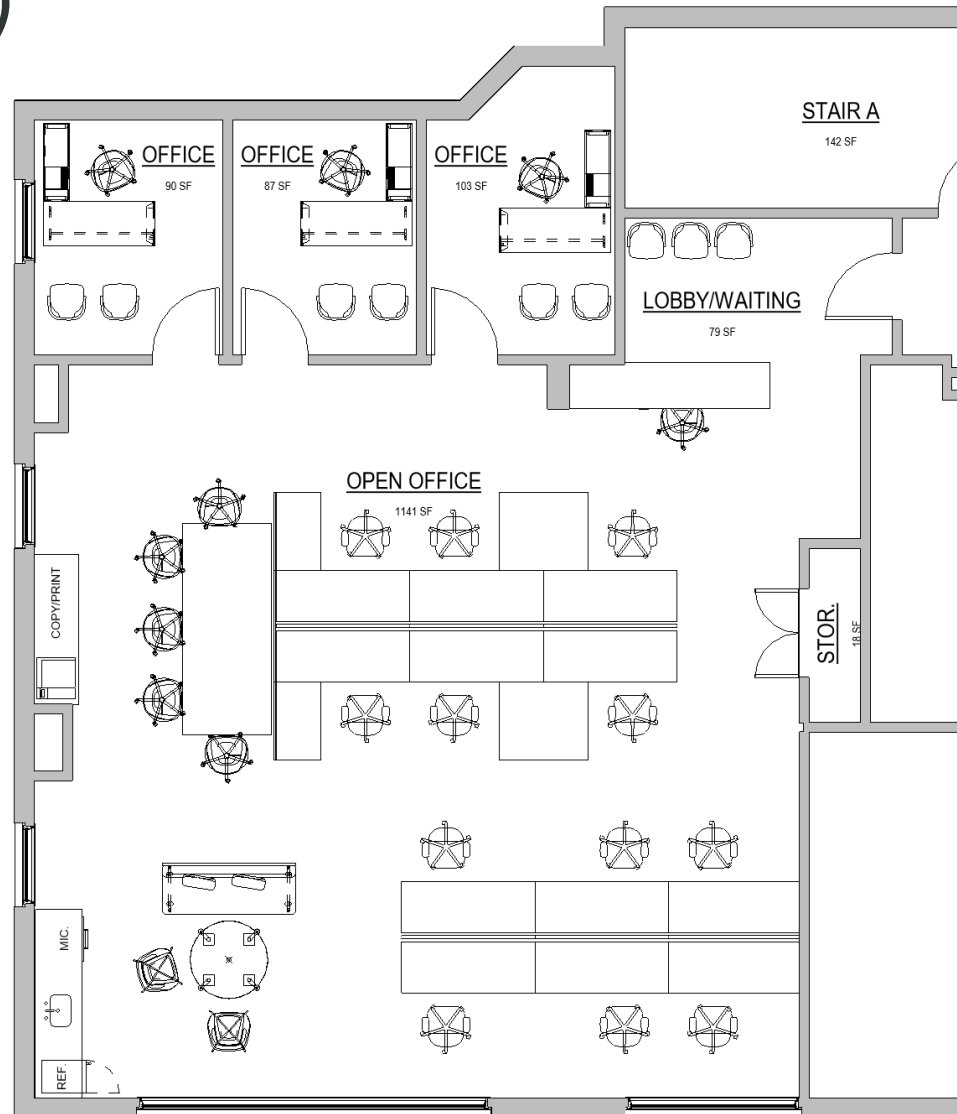 STAIR A
142 SF
OFFICE
90 SF
OFFICE
87 SF
OFFICE
103 SF
LOBBY/WAITING
79 SF
OPEN OFFICE
1141 SF
COPY/PRINT
STOR.
18 SF
MIC.
REF.